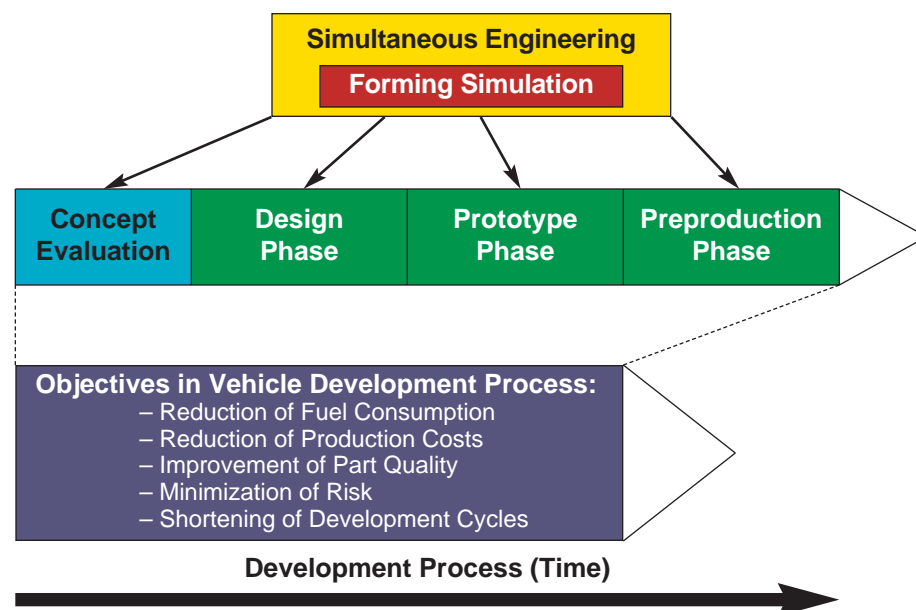 Simultaneous Engineering
Forming Simulation
Concept
Evaluation
Design
Phase
Prototype
Phase
Preproduction
Phase
Objectives in Vehicle Development Process:
– Reduction of Fuel Consumption
– Reduction of Production Costs
– Improvement of Part Quality
– Minimization of Risk
– Shortening of Development Cycles
Development Process (Time)